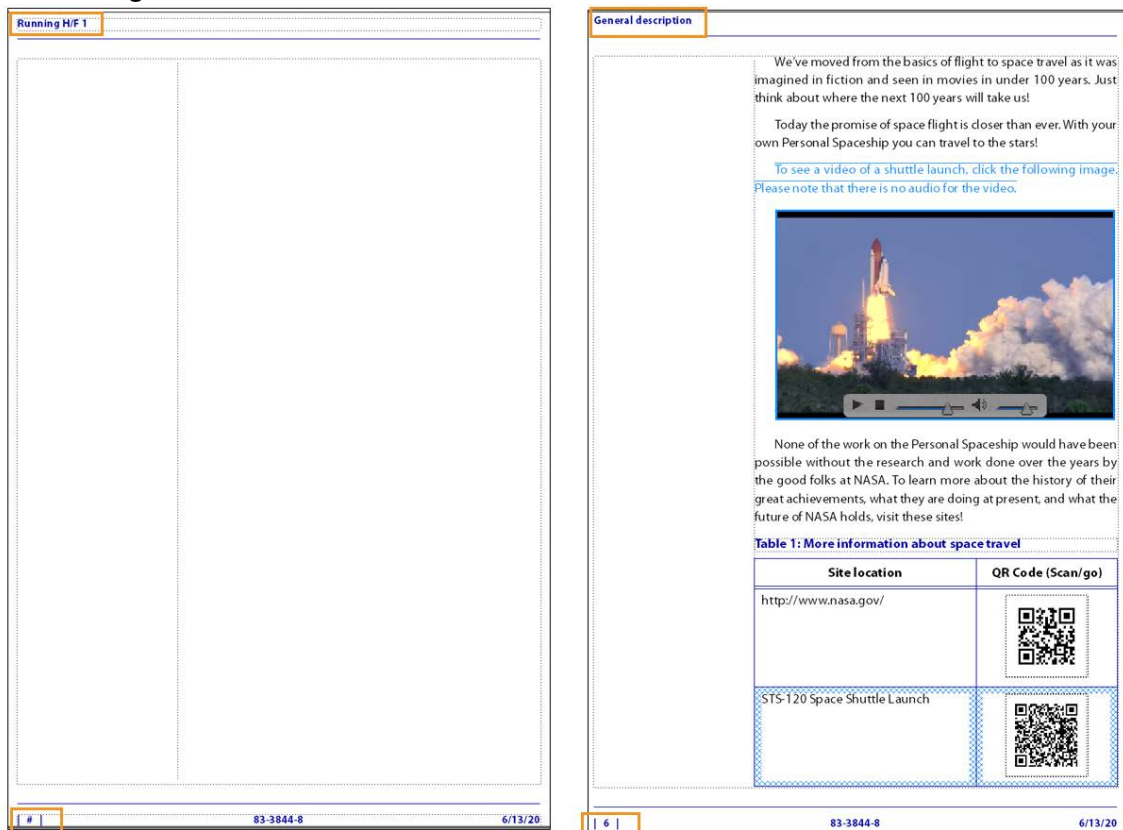 Running H/F 1
| # |
83-3844-8
6/13/20
General description
We've moved from the basics of flight to space travel as it was
imagined in fiction and seen in movies in under 100 years. Just
think about where the next 100 years will take us!
Today the promise of space flight is closer than ever. With your
own Personal Spaceship you can travel to the stars!
To see a video of a shuttle launch, click the following image.
Please note that there is no audio for the video.
None of the work on the Personal Spaceship would have been
possible without the research and work done over the years by
the good folks at NASA. To learn more about the history of their
great achievements, what they are doing at present, and what the
future of NASA holds, visit these sites!
Table 1: More information about space travel
Site location
QR Code (Scan/go)
http://www.nasa.gov/
STS-120 Space Shuttle Launch
| 6 |
83-3844-8
6/13/20